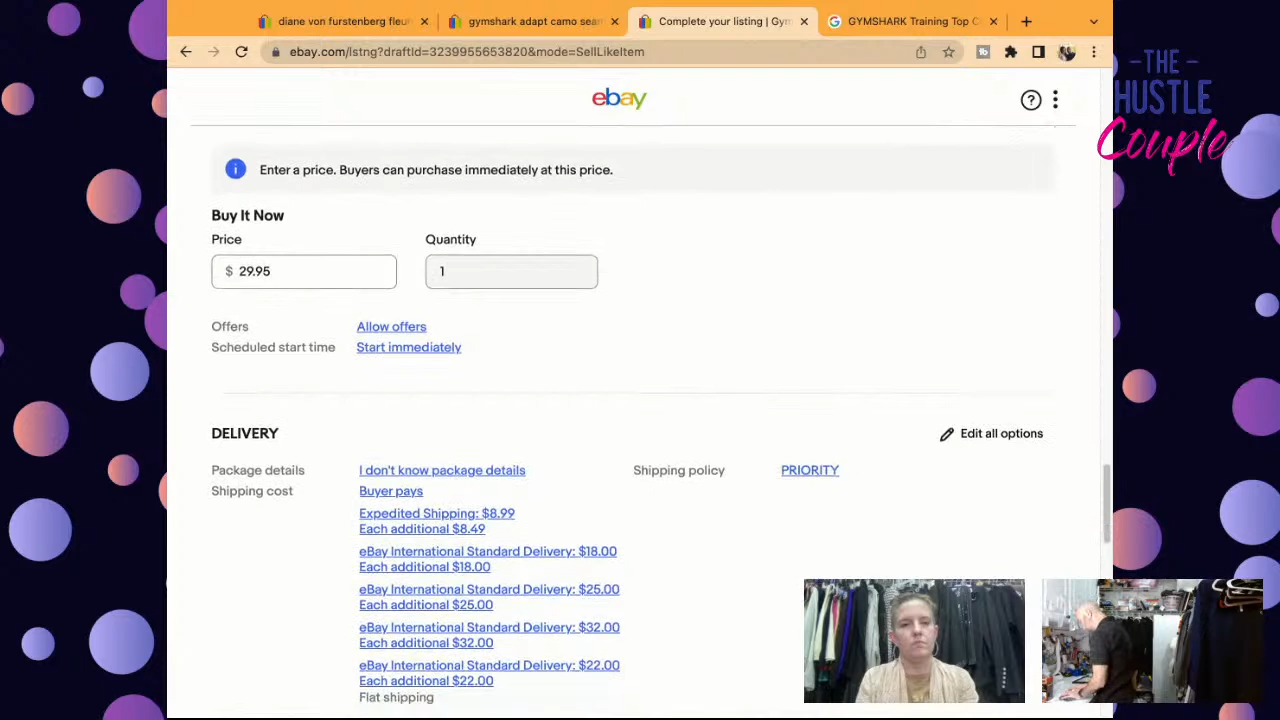 diane von furstenberg fleur
gymshark adapt camo sean
Complete your listing | Gym
GYMSHARK Training Top C
ebay.com/lstng?draftId=3239955653820&mode=SellLikeItem
-THE-
HUSTLE
Couple
ebay
Enter a price. Buyers can purchase immediately at this price.
Buy It Now
Price
Quantity
$ 29.95
1
Offers
Allow offers
Scheduled start time
Start immediately
DELIVERY
Edit all options
Package details
I don't know package details
Shipping policy
PRIORITY
Shipping cost
Buyer pays
Expedited Shipping: $8.99
Each additional $8.49
eBay International Standard Delivery: $18.00
Each additional $18.00
eBay International Standard Delivery: $25.00
Each additional $25.00
eBay International Standard Delivery: $32.00
Each additional $32.00
eBay International Standard Delivery: $22.00
Each additional $22.00
Flat shipping